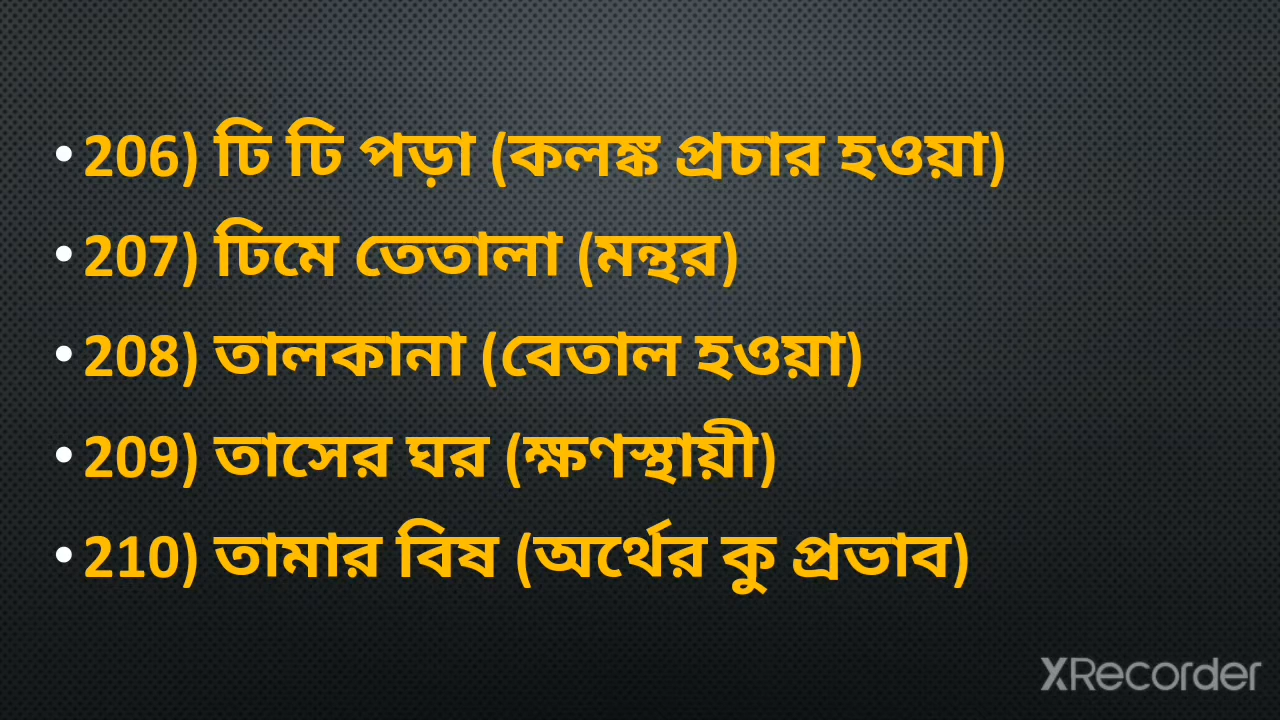 • 206) ঢি ঢি পড়া (কলঙ্ক প্রচার হওয়া)
• 207) ঢিমে তেতালা (মন্থর)
• 208) তালকানা (বেতাল হওয়া)
• 209) তাসের ঘর (ক্ষণস্থায়ী)
• 210) তামার বিষ (অর্থের কু প্রভাব)
XRecorder